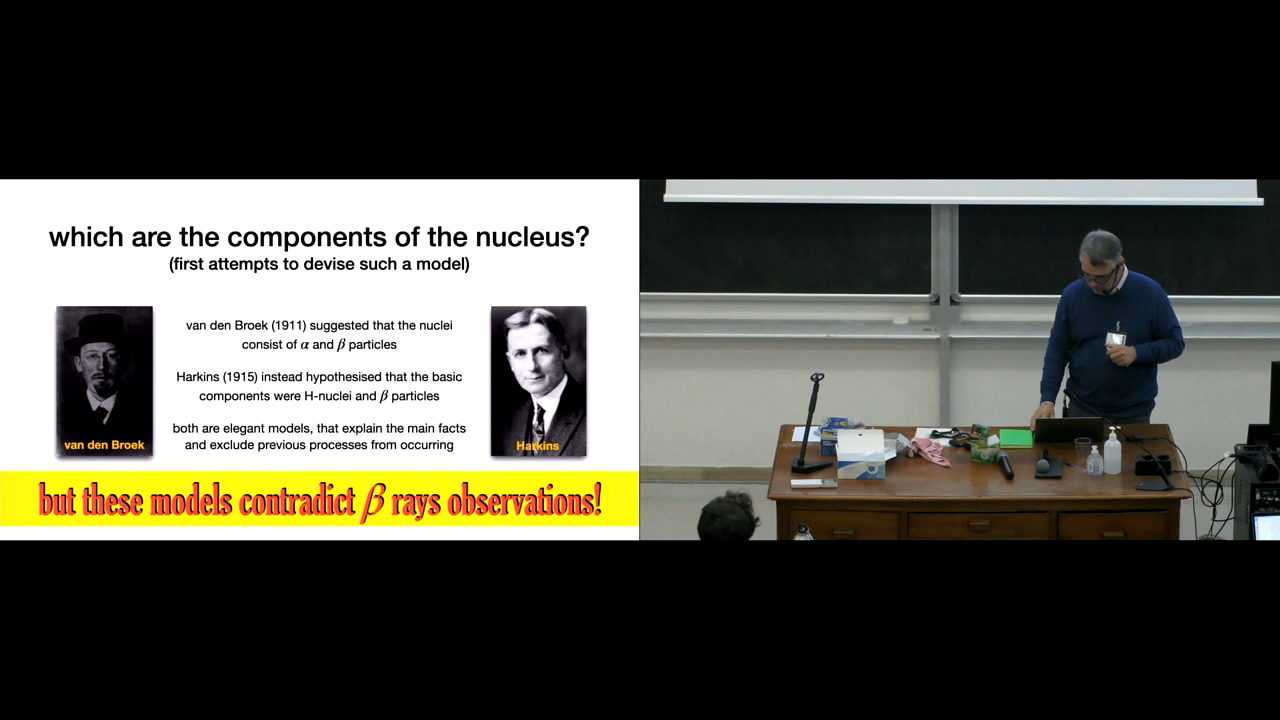 which are the components of the nucleus?
(first attempts to devise such a model)
van den Broek (1911) suggested that the nuclei
consist of α and β particles
Harkins (1915) instead hypothesised that the basic
components were H-nuclei and β particles
both are elegant models, that explain the main facts
and exclude previous processes from occurring
van den Broek
Harkins
but these models contradict β rays observations!